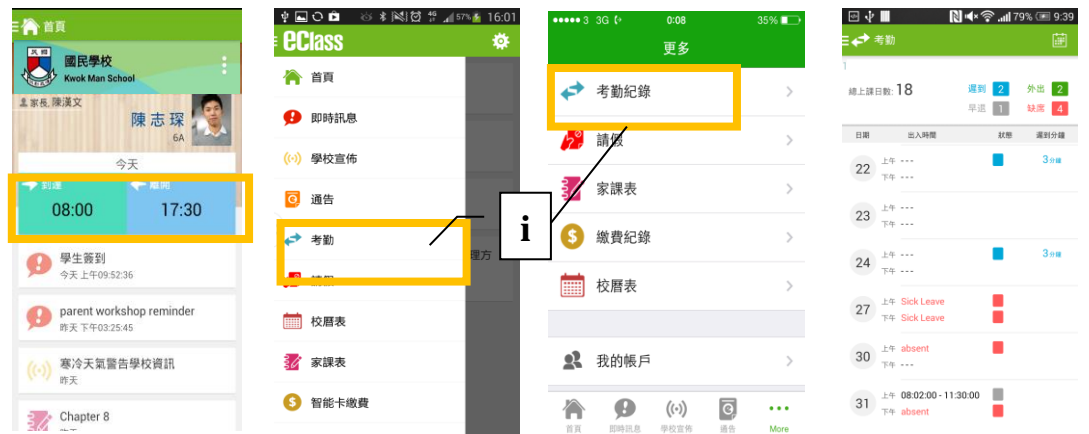 首頁
民國
國民學校
Kwok Man School
家長, 陳漢文
陳志琛
6A
今天
到達
離開
08:00
17:30
學生簽到
今天 上午09:52:36
parent workshop reminder
昨天 下午03:25:45
寒冷天氣警告學校資訊
昨天
Chapter 8
57% 16:01
eClass
首頁
即時訊息
學校宣佈
通告
考勤
請假
校曆表
家課表
智能卡繳費
理方
i
3 3G
0:08
35%
更多
考勤紀錄
請假
家課表
繳費紀錄
校曆表
我的帳戶
首頁
即時訊息
學校宣佈
通告
More
79% 9:39
考勤
1
總上課日數: 18
遲到 2
外出 2
早退 1
缺席 4
日期
出入時間
狀態
遲到分鐘
22
上午 ---
3分鐘
下午 ---
23
上午 ---
下午 ---
24
上午 ---
3分鐘
下午 ---
27
上午 Sick Leave
下午 Sick Leave
30
上午 absent
下午 ---
31
上午 08:02:00 - 11:30:00
下午 absent